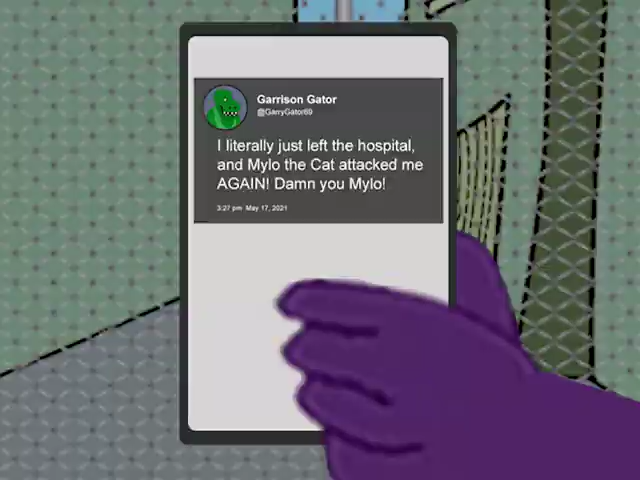 Garrison Gator
@GarryGator69
I literally just left the hospital,
and Mylo the Cat attacked me
AGAIN! Damn you Mylo!
3:27 pm May 17, 2021